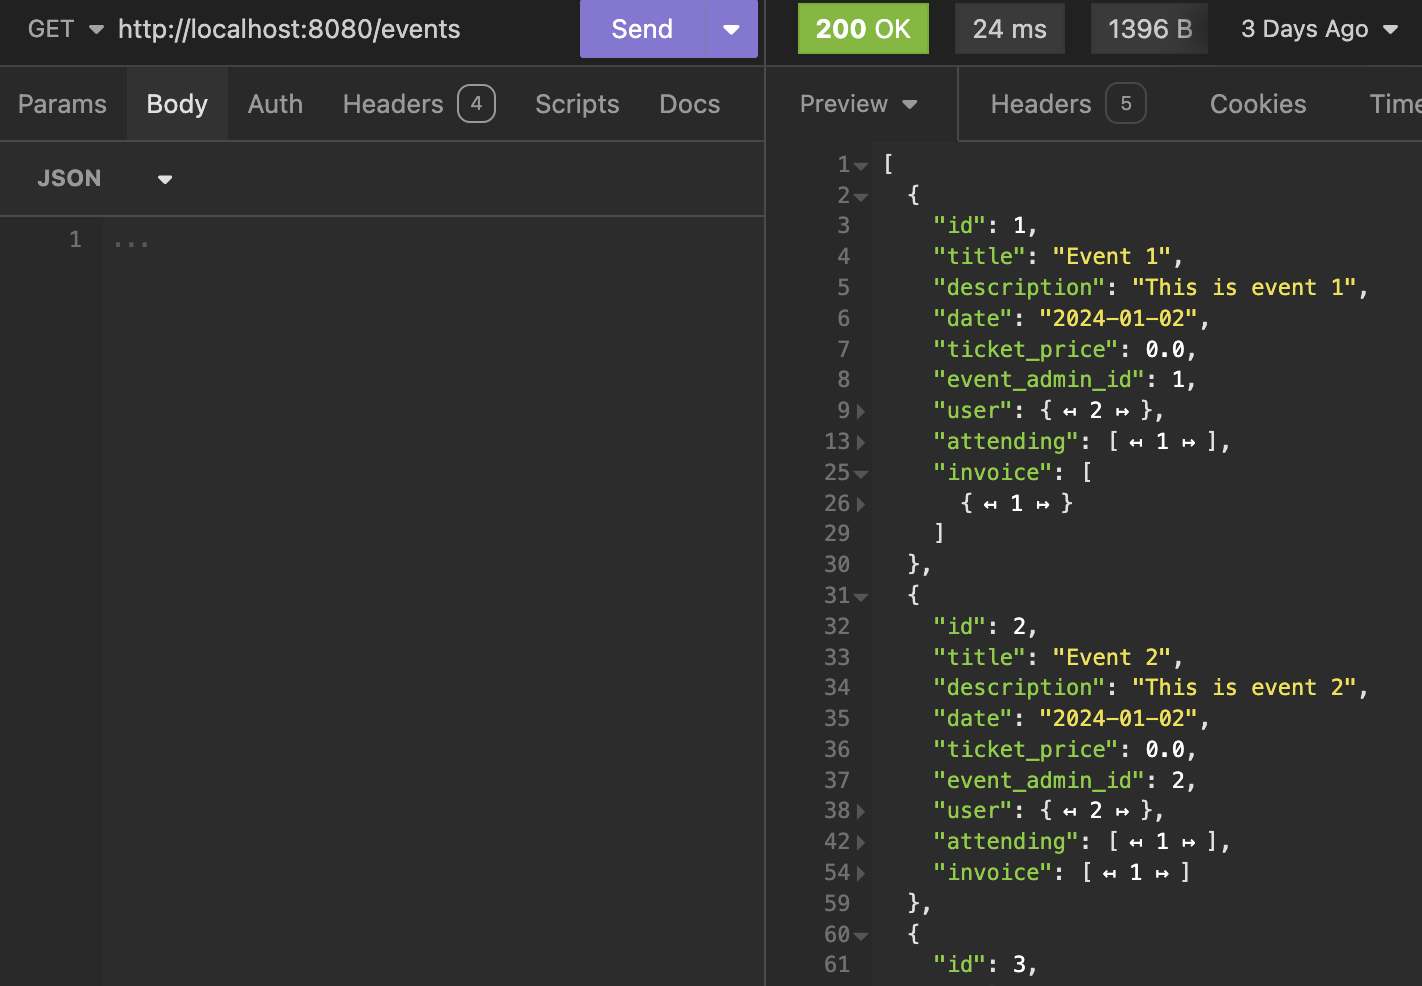 GET http://localhost:8080/events Send
Params Body Auth Headers 4 Scripts Docs
JSON
1 ...
200 OK 24 ms 1396 B 3 Days Ago
Preview Headers 5 Cookies Time
1 [
2 {
3 "id": 1,
4 "title": "Event 1",
5 "description": "This is event 1",
6 "date": "2024-01-02",
7 "ticket_price": 0.0,
8 "event_admin_id": 1,
9 "user": { ↤ 2 ↦ },
13 "attending": [ ↤ 1 ↦ ],
25 "invoice": [
26 { ↤ 1 ↦ }
29 ]
30 },
31 {
32 "id": 2,
33 "title": "Event 2",
34 "description": "This is event 2",
35 "date": "2024-01-02",
36 "ticket_price": 0.0,
37 "event_admin_id": 2,
38 "user": { ↤ 2 ↦ },
42 "attending": [ ↤ 1 ↦ ],
54 "invoice": [ ↤ 1 ↦ ]
59 },
60 {
61 "id": 3,